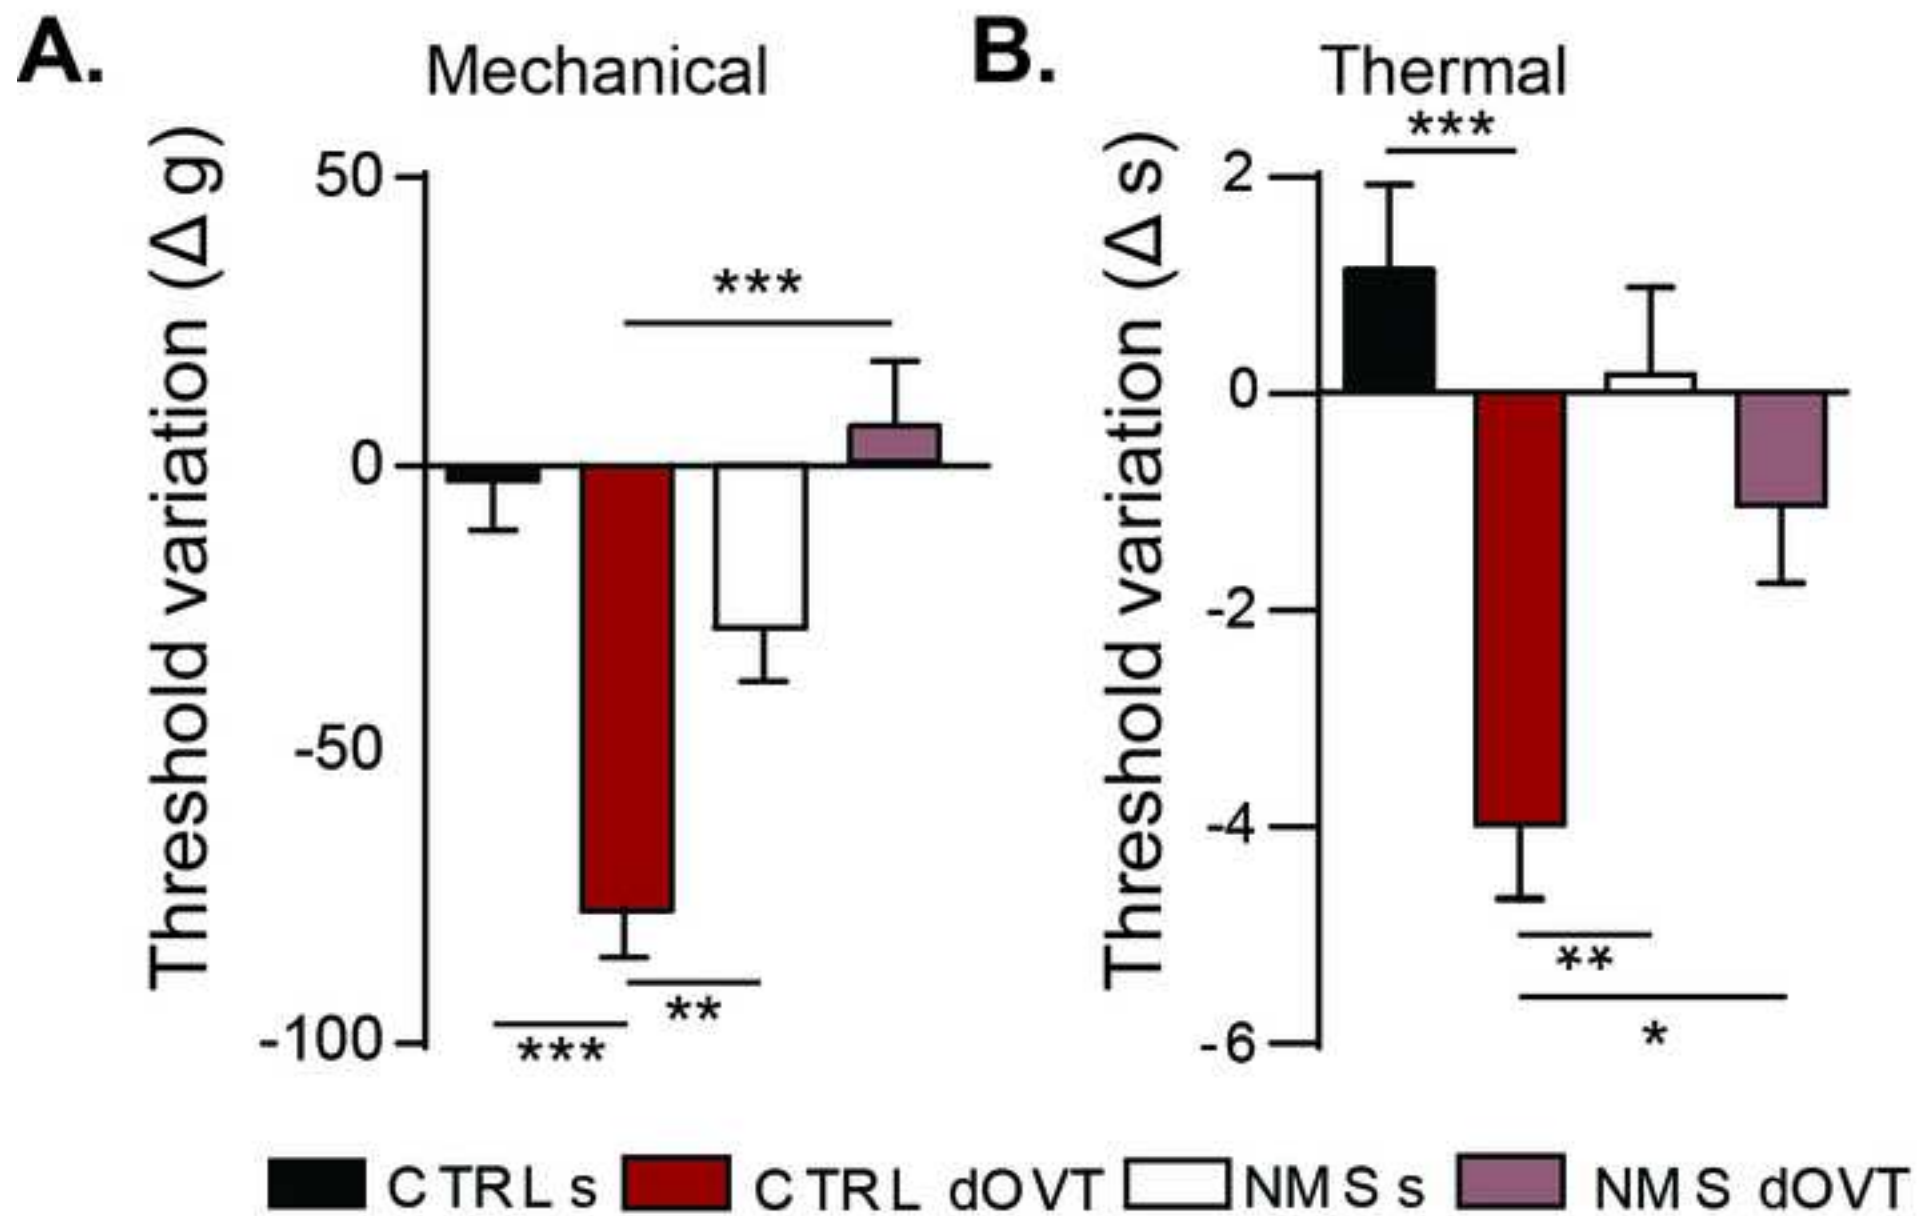 A.
Mechanical
Threshold variation (Δ g)
50
***
0
-50
**
-100
***
B.
Thermal
***
Threshold variation (Δ s)
2
0
-2
-4
**
-6
*
CTRL s CTRL dOVT NMS s NMS dOVT